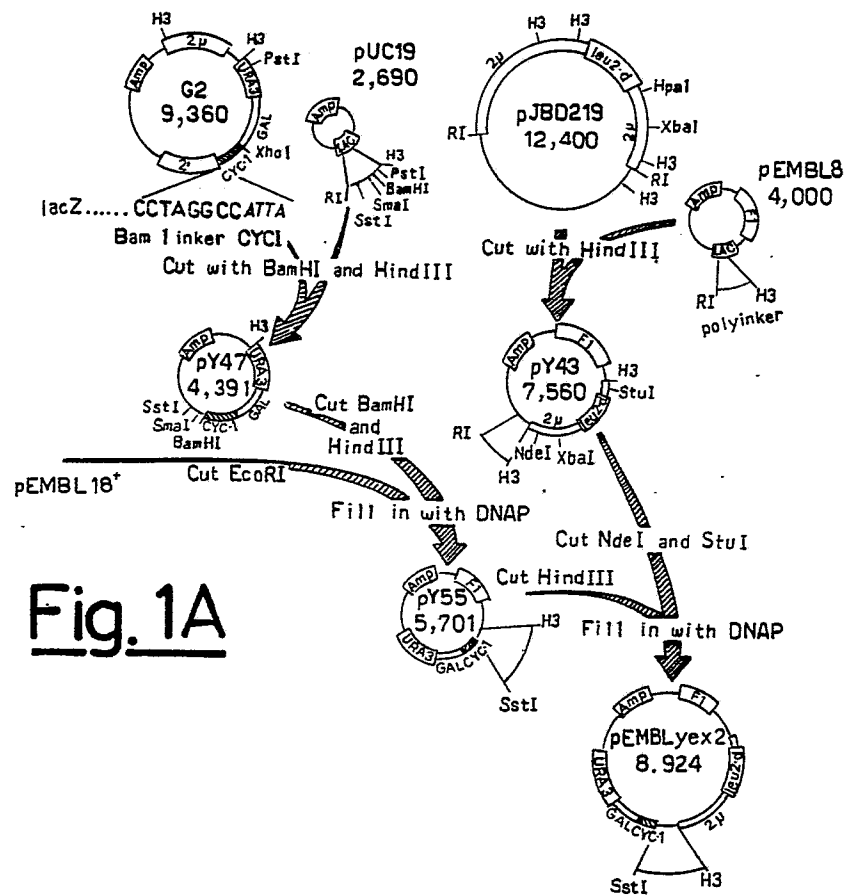 H3
2µ
H3
PstI
Amp
URA3
G2
9,360
GAL
XhoI
CYC-1
2'
lacZ......CCTAGGCCATTA
Bam linker CYCI
pUC19
2,690
Amp
LAC
H3
PstI
BamHI
SmaI
RI
SstI
Cut with BamHI and HindIII
H3
H3
2µ
leu2-d
HpaI
pJBD219
12,400
XbaI
2µ
RI
H3
RI
H3
pEMBL8
4,000
Amp
F1
LAC
RI
H3
polyinker
Cut with HindIII
H3
Amp
URA3
pY47
4,391
SstI
SmaI
CYC-1
GAL
BamHI
Cut BamHI
and
HindIII
Amp
F1
pY43
7,560
H3
StuI
leu2-d
2µ
RI
NdeI
XbaI
H3
pEMBL18+
Cut EcoRI
Fill in with DNAP
Cut NdeI and StuI
Fig. 1A
Amp
F1
pY55
5,701
URA3
GALCYC-1
H3
SstI
Cut HindIII
Fill in with DNAP
Amp
F1
pEMBLyex2
8.924
URA3
leu2-d
GALCYC-1
2µ
SstI
H3